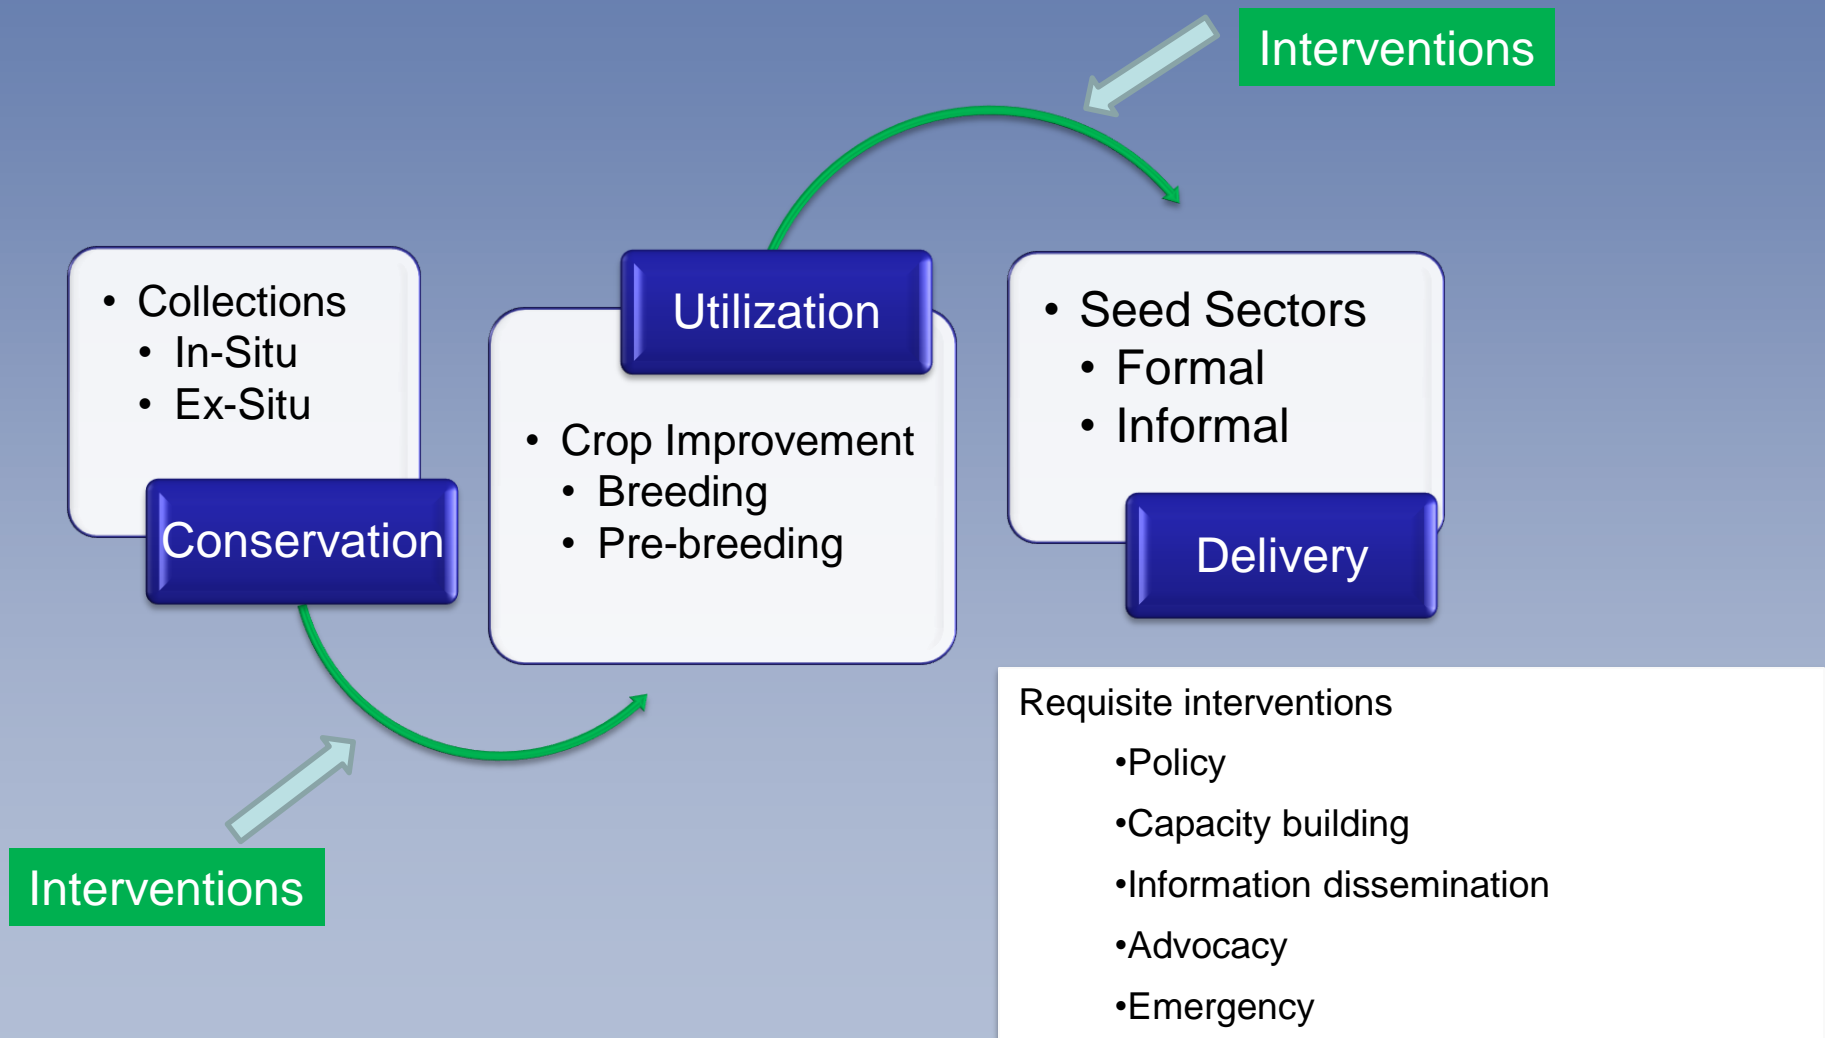 Interventions
• Collections
• In-Situ
• Ex-Situ
Conservation
Utilization
• Crop Improvement
• Breeding
• Pre-breeding
• Seed Sectors
• Formal
• Informal
Delivery
Interventions
Requisite interventions
•Policy
•Capacity building
•Information dissemination
•Advocacy
•Emergency